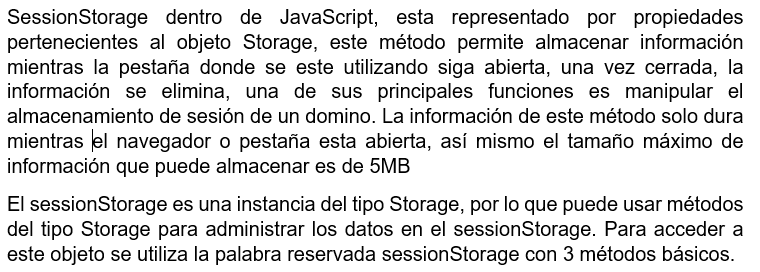 SessionStorage dentro de JavaScript, esta representado por propiedades
pertenecientes al objeto Storage, este método permite almacenar información
mientras la pestaña donde se este utilizando siga abierta, una vez cerrada, la
información se elimina, una de sus principales funciones es manipular el
almacenamiento de sesión de un domino. La información de este método solo dura
mientras el navegador o pestaña esta abierta, así mismo el tamaño máximo de
información que puede almacenar es de 5MB
El sessionStorage es una instancia del tipo Storage, por lo que puede usar métodos
del tipo Storage para administrar los datos en el sessionStorage. Para acceder a
este objeto se utiliza la palabra reservada sessionStorage con 3 métodos básicos.